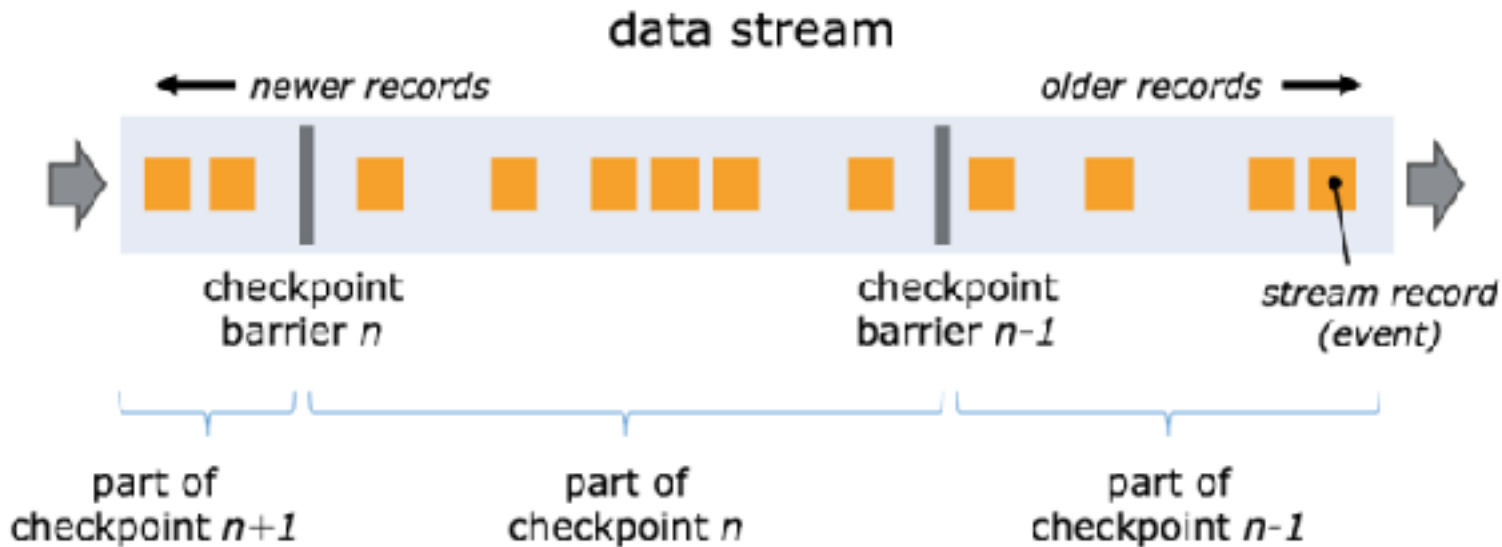 data stream
newer records
older records
checkpoint
barrier n
checkpoint
barrier n-1
stream record
(event)
part of
checkpoint n+1
part of
checkpoint n
part of
checkpoint n-1